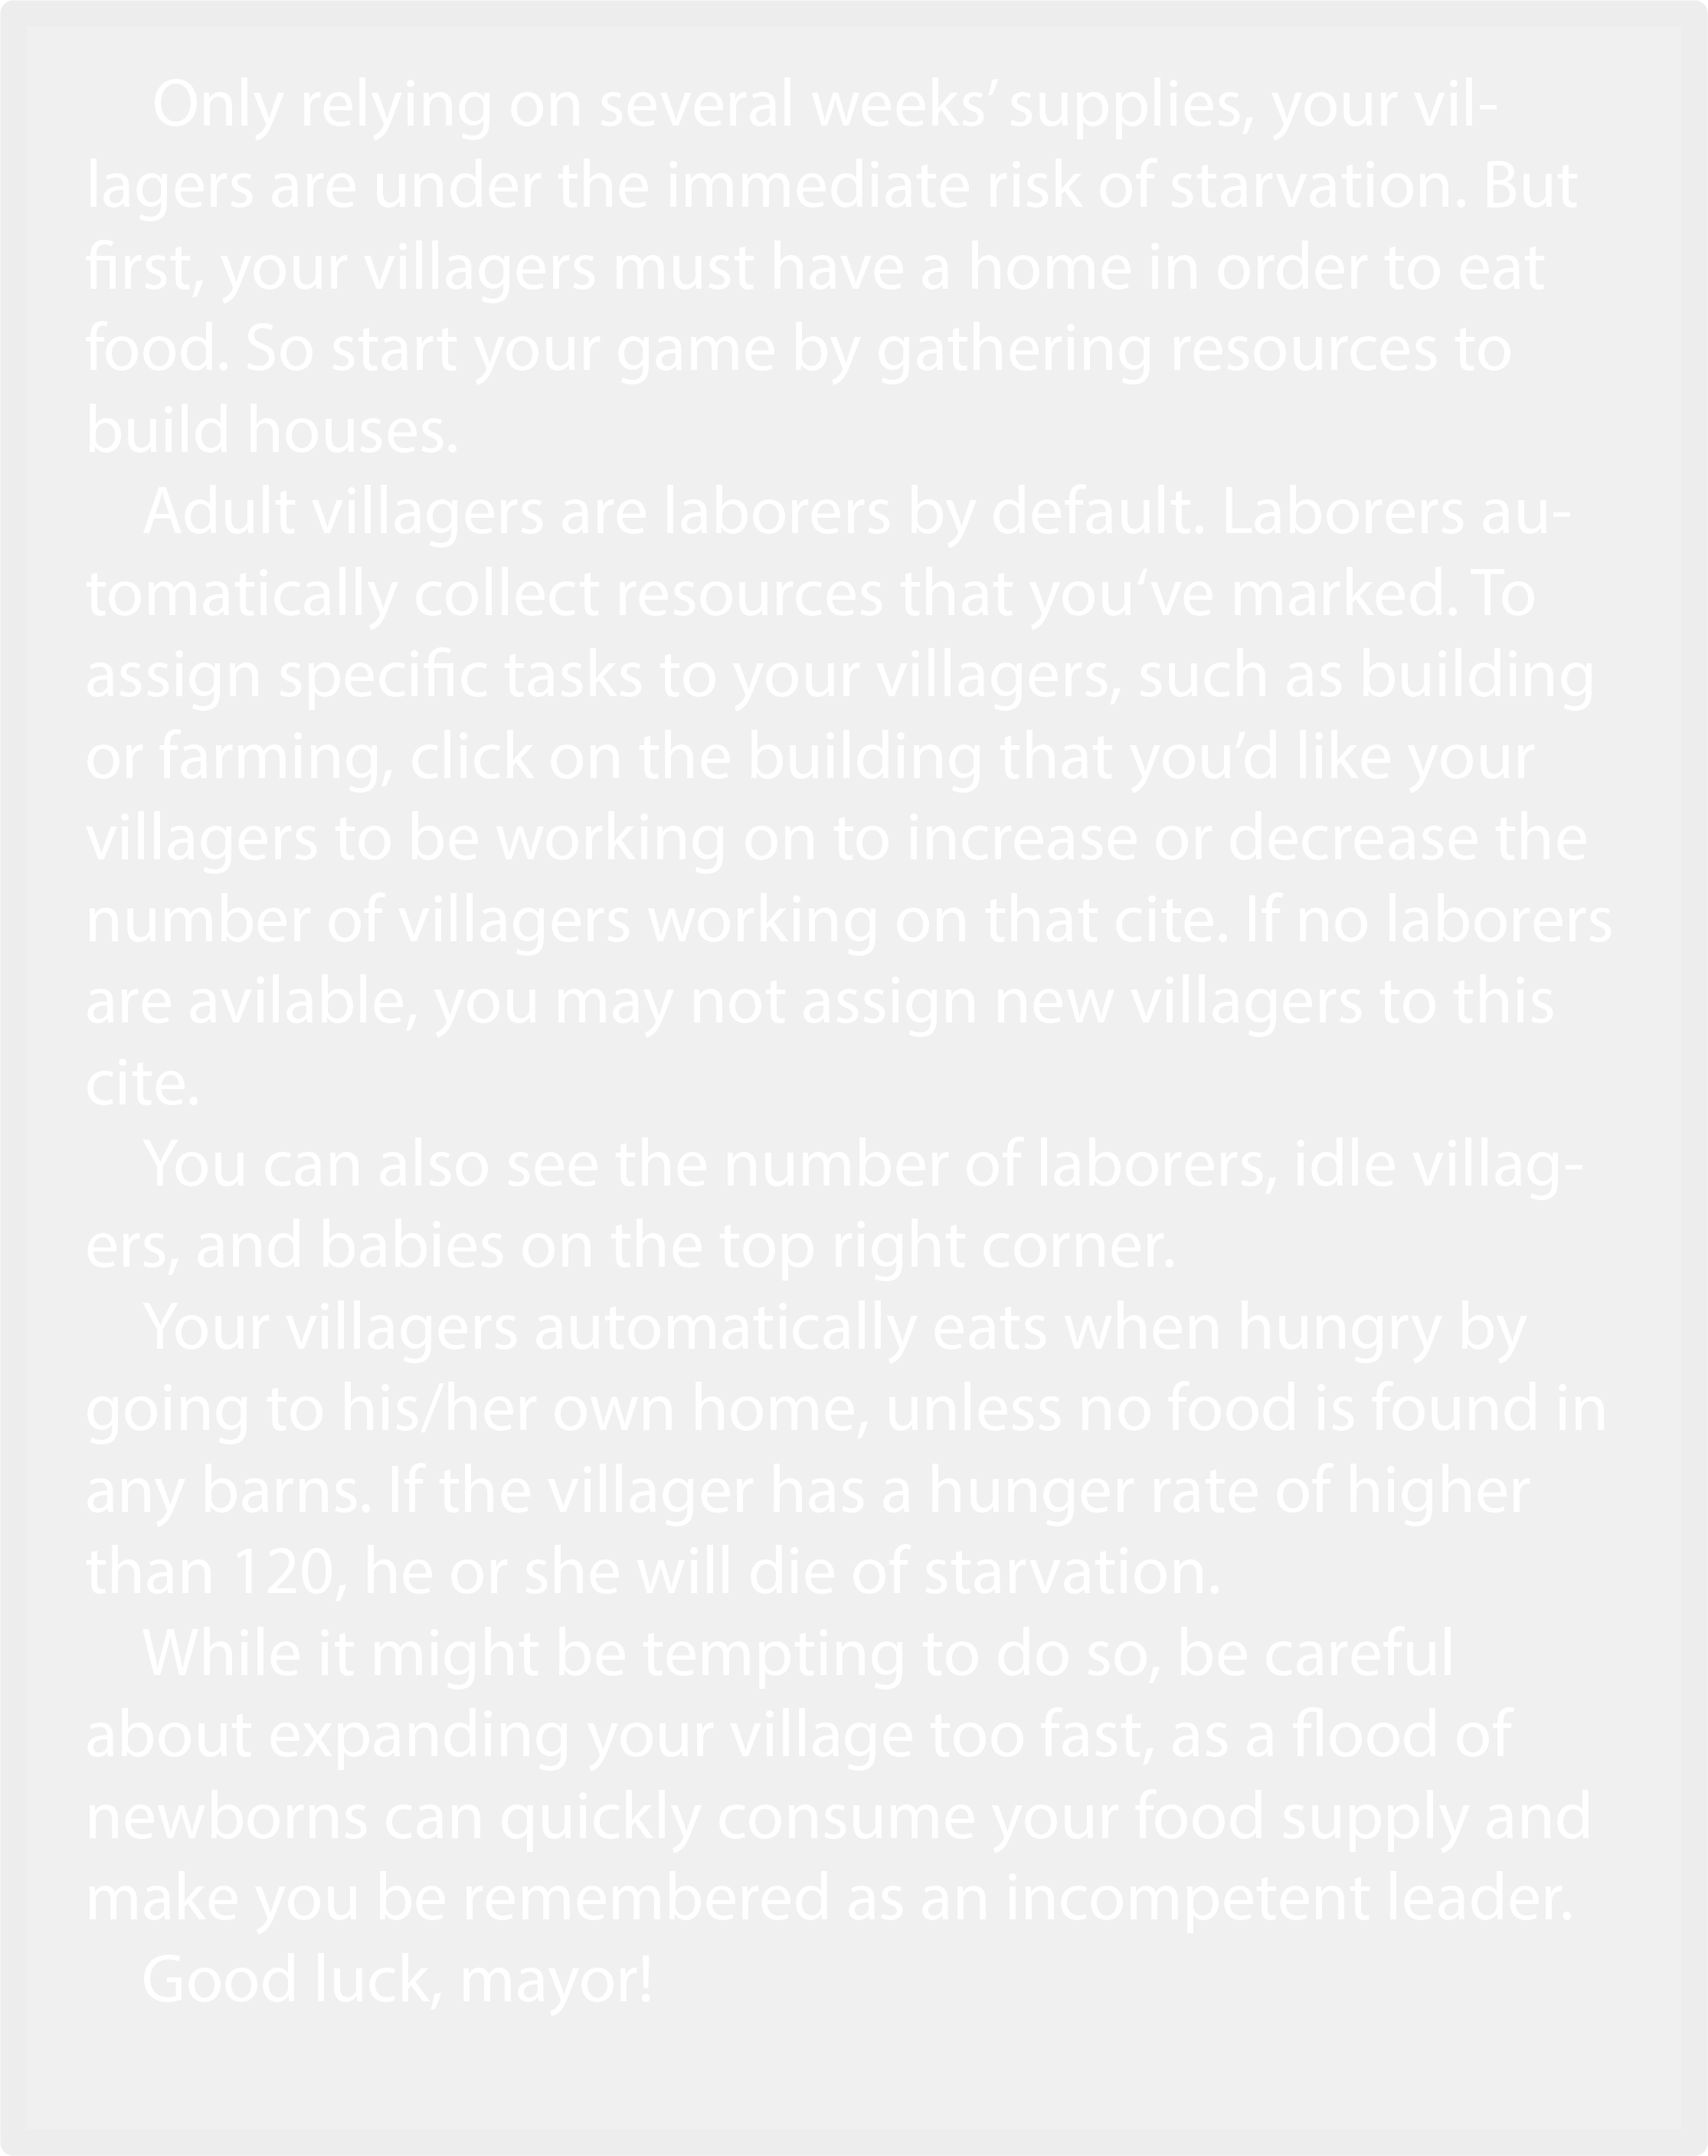 Only relying on several weeks’ supplies, your vil-
lagers are under the immediate risk of starvation. But
first, your villagers must have a home in order to eat
food. So start your game by gathering resources to
build houses.
Adult villagers are laborers by default. Laborers au-
tomatically collect resources that you‘ve marked. To
assign specific tasks to your villagers, such as building
or farming, click on the building that you’d like your
villagers to be working on to increase or decrease the
number of villagers working on that cite. If no laborers
are avilable, you may not assign new villagers to this
cite.
You can also see the number of laborers, idle villag-
ers, and babies on the top right corner.
Your villagers automatically eats when hungry by
going to his/her own home, unless no food is found in
any barns. If the villager has a hunger rate of higher
than 120, he or she will die of starvation.
While it might be tempting to do so, be careful
about expanding your village too fast, as a flood of
newborns can quickly consume your food supply and
make you be remembered as an incompetent leader.
Good luck, mayor!